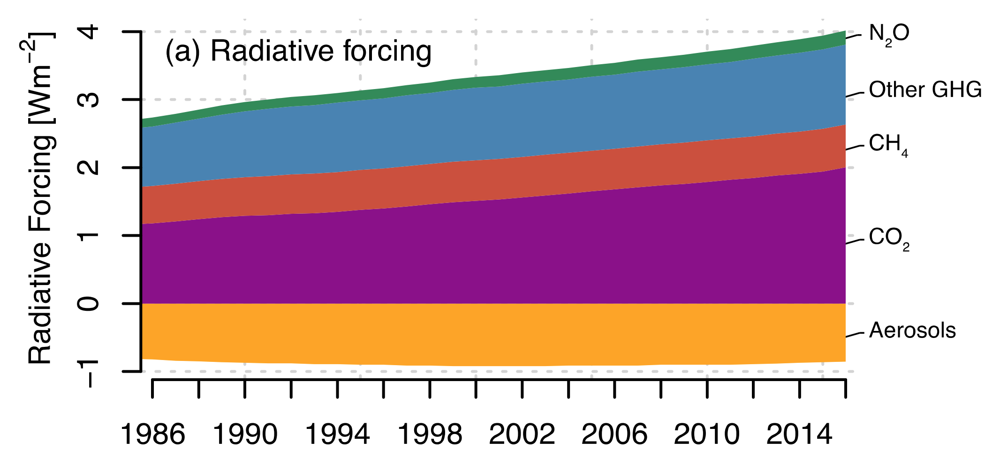 (a) Radiative forcing
Radiative Forcing [Wm⁻²]
4
3
2
1
0
−1
N₂O
Other GHG
CH₄
CO₂
Aerosols
1986 1990 1994 1998 2002 2006 2010 2014